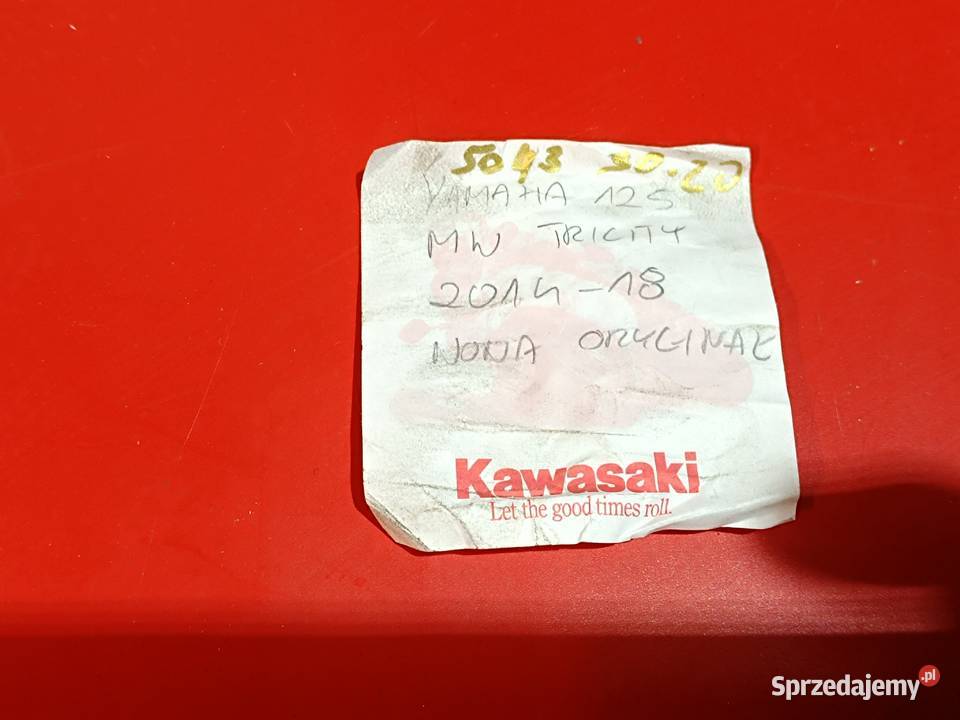 5043 30.20
YAMAHA 125
MW TRICITY
2014-18
NOWA ORYGINAŁ
Kawasaki
Let the good times roll.
Sprzedajemy.pl